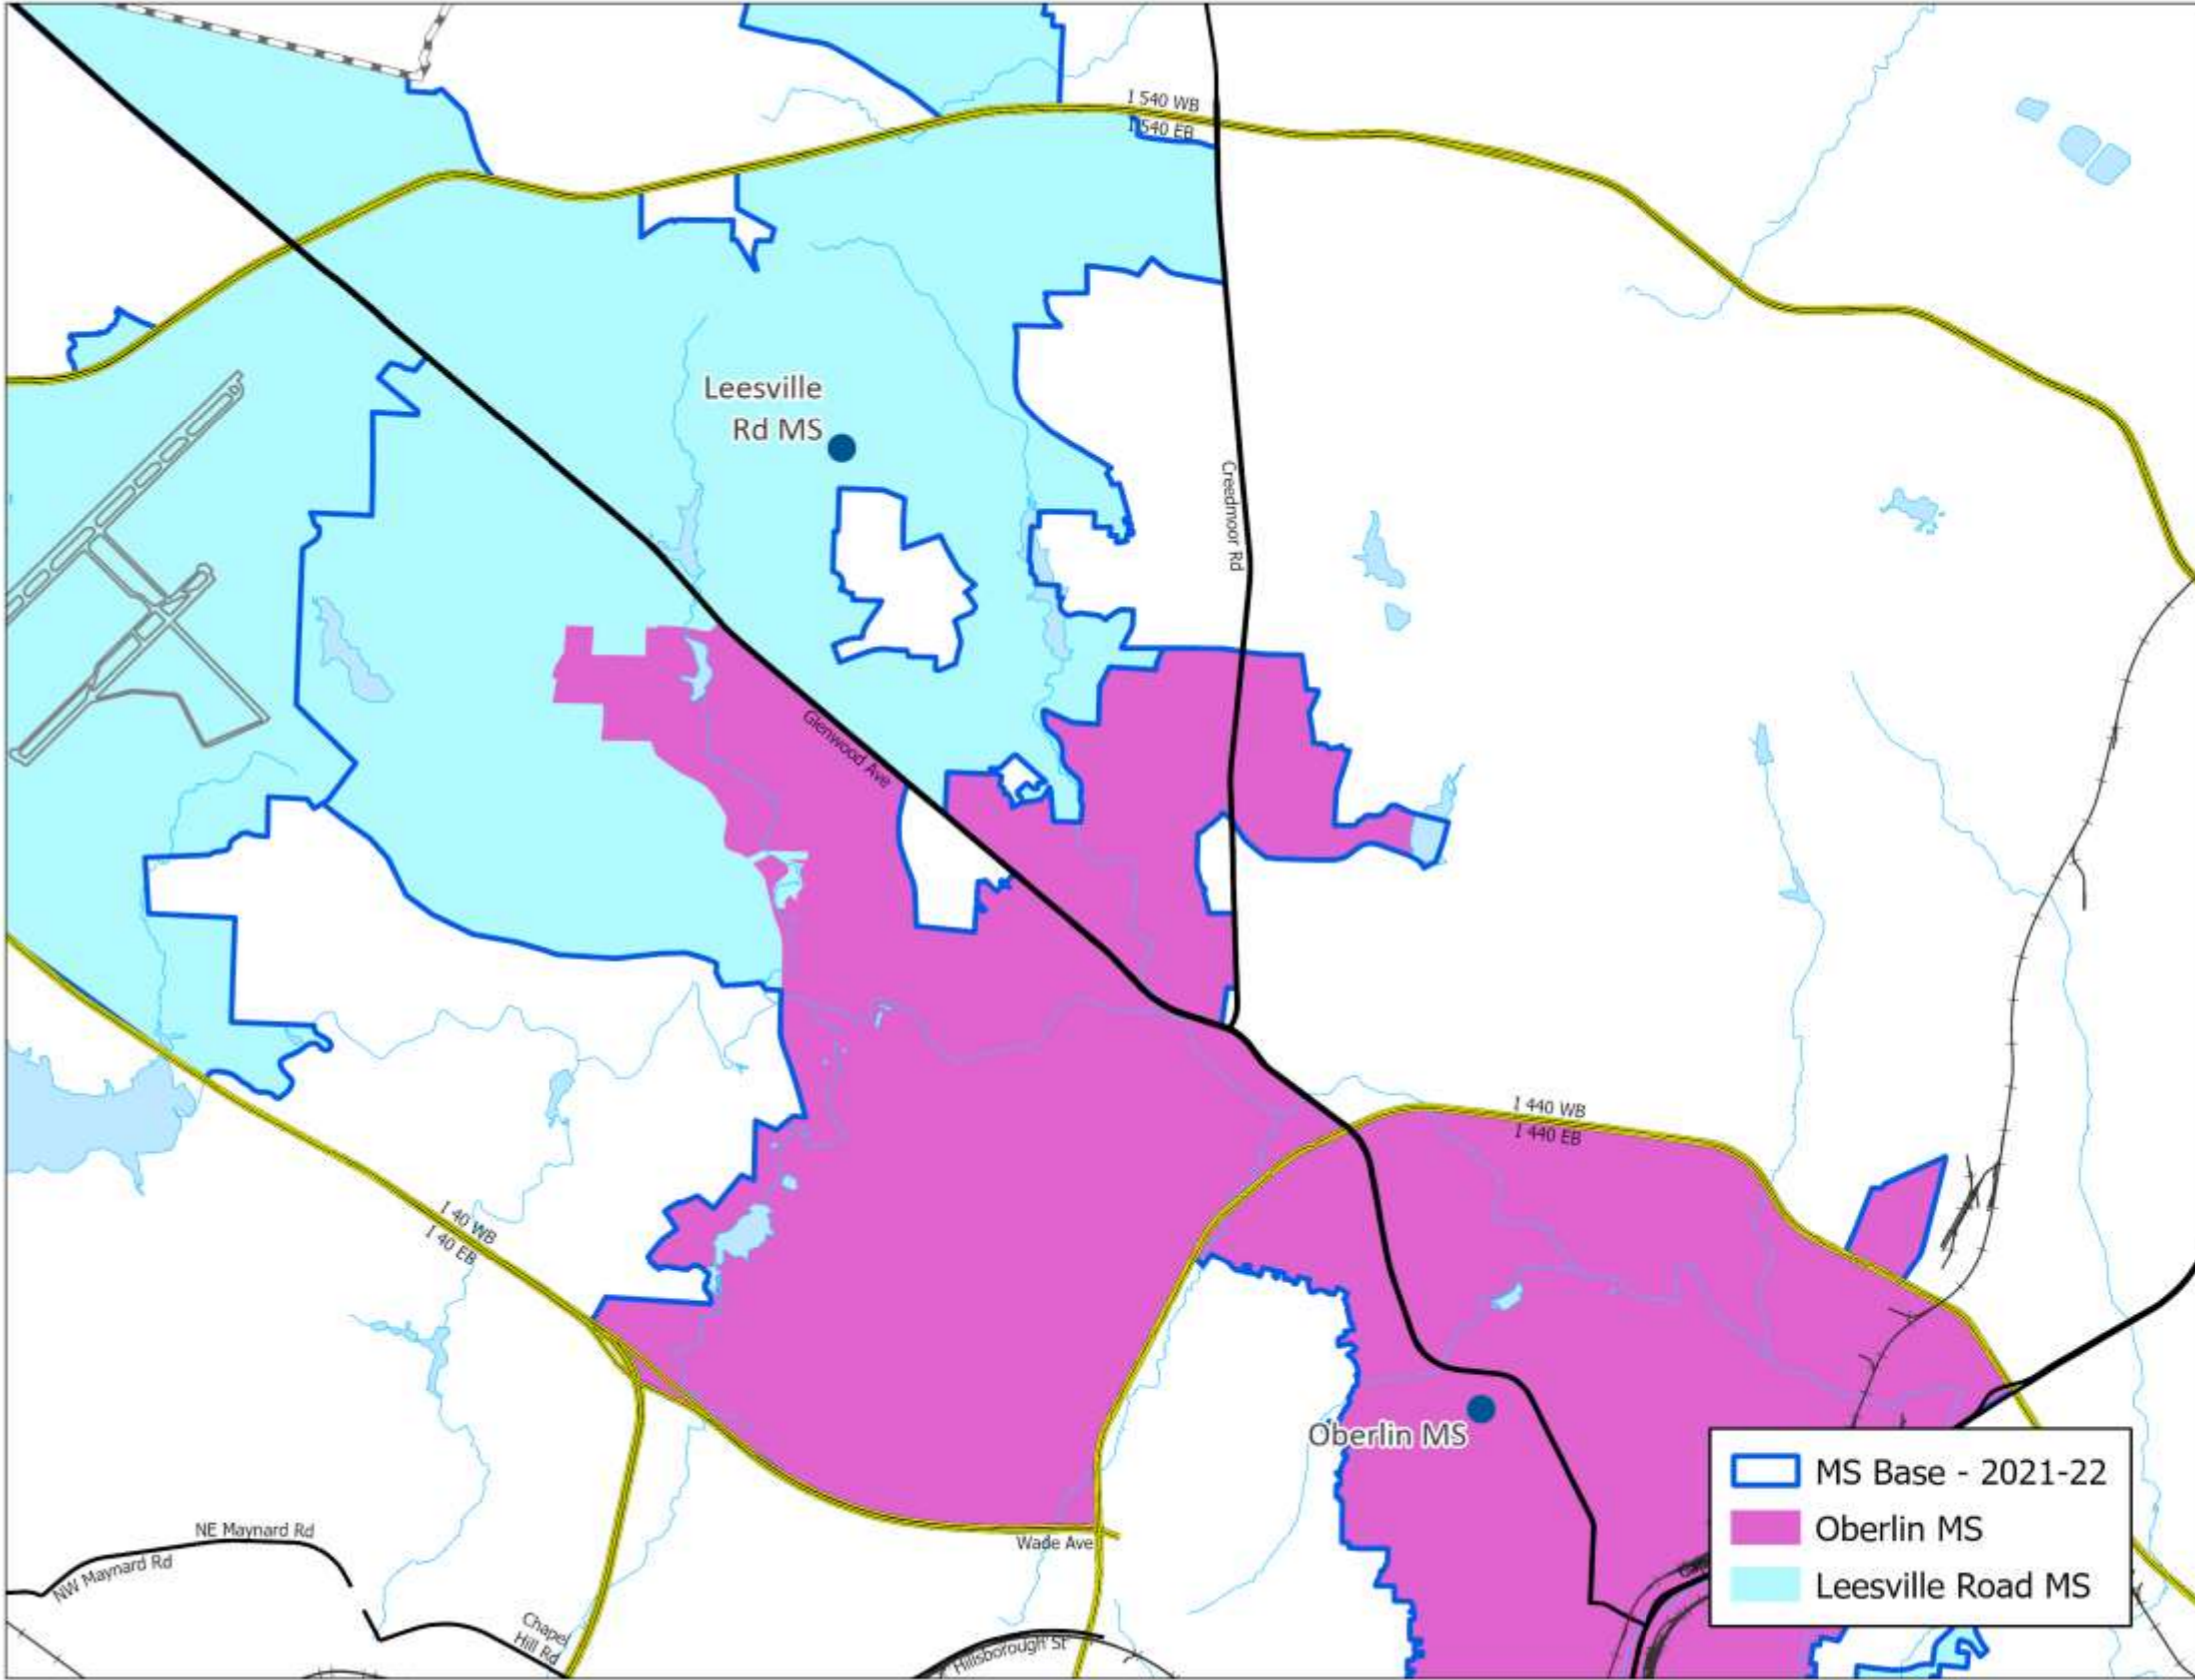 I 540 WB
I 540 EB
Leesville
Rd MS
Creedmoor Rd
Glenwood Ave
I 440 WB
I 440 EB
I 40 WB
I 40 EB
Oberlin MS
MS Base - 2021-22
Oberlin MS
Leesville Road MS
NE Maynard Rd
NW Maynard Rd
Wade Ave
Chapel
Hill Rd
Hillsborough St